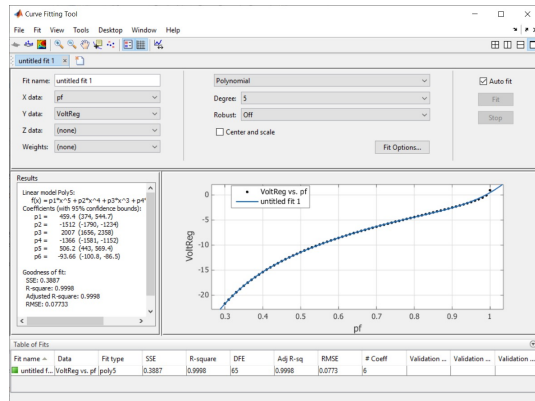 Curve Fitting Tool
File Fit View Tools Desktop Window Help
untitled fit 1
Fit name: untitled fit 1
X data: pf
Y data: VoltReg
Z data: (none)
Weights: (none)
Polynomial
Degree: 5
Robust: Off
Center and scale
Fit Options...
Auto fit
Fit
Stop
Results
Linear model Poly5:
f(x) = p1*x^5 + p2*x^4 + p3*x^3 + p4*
Coefficients (with 95% confidence bounds):
p1 = 459.4 (374, 544.7)
p2 = -1512 (-1790, -1234)
p3 = 2007 (1656, 2358)
p4 = -1366 (-1581, -1152)
p5 = 506.2 (443, 569.4)
p6 = -93.66 (-100.8, -86.5)
Goodness of fit:
SSE: 0.3887
R-square: 0.9998
Adjusted R-square: 0.9998
RMSE: 0.07733
VoltReg vs. pf
untitled fit 1
0
-5
-10
-15
-20
VoltReg
0.3 0.4 0.5 0.6 0.7 0.8 0.9 1
pf
Table of Fits
Fit name Data Fit type SSE R-square DFE Adj R-sq RMSE # Coeff Validation ... Validation ... Validation...
untitled f... VoltReg vs. pf poly5 0.3887 0.9998 65 0.9998 0.0773 6